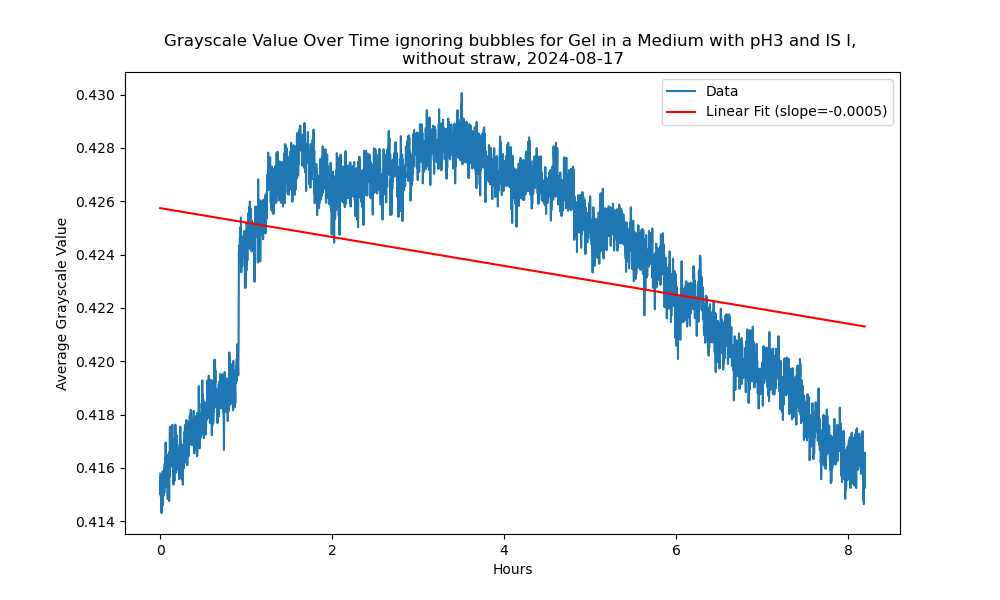 Grayscale Value Over Time ignoring bubbles for Gel in a Medium with pH3 and IS I,
without straw, 2024-08-17
Data
Linear Fit (slope=-0.0005)
Average Grayscale Value
0.430
0.428
0.426
0.424
0.422
0.420
0.418
0.416
0.414
0
2
4
6
8
Hours